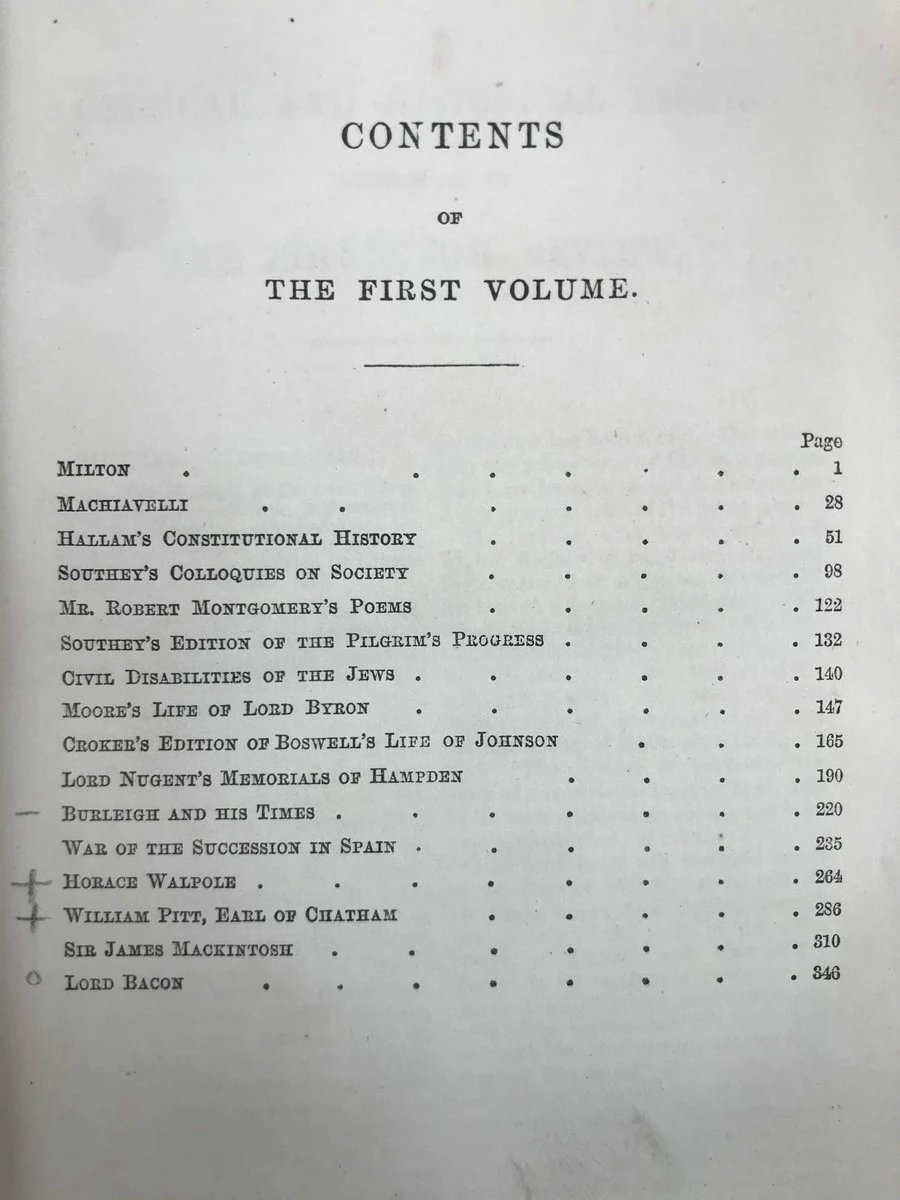 CONTENTS
OF
THE FIRST VOLUME.
Page
MILTON . . . . . . . 1
MACHIAVELLI . . . . . . . 28
HALLAM'S CONSTITUTIONAL HISTORY . . . . . 51
SOUTHEY'S COLLOQUIES ON SOCIETY . . . . . 98
MR. ROBERT MONTGOMERY'S POEMS . . . . . 122
SOUTHEY'S EDITION OF THE PILGRIM'S PROGRESS . . . . 132
CIVIL DISABILITIES OF THE JEWS . . . . . . 140
MOORE'S LIFE OF LORD BYRON . . . . . . 147
CROKER'S EDITION OF BOSWELL'S LIFE OF JOHNSON . . . 165
LORD NUGENT'S MEMORIALS OF HAMPDEN . . . . 190
— BURLEIGH AND HIS TIMES . . . . . . . 220
WAR OF THE SUCCESSION IN SPAIN . . . . . . 235
+ HORACE WALPOLE . . . . . . . . 264
+ WILLIAM PITT, EARL OF CHATHAM . . . . . 286
SIR JAMES MACKINTOSH . . . . . . . 310
o LORD BACON . . . . . . . . 346